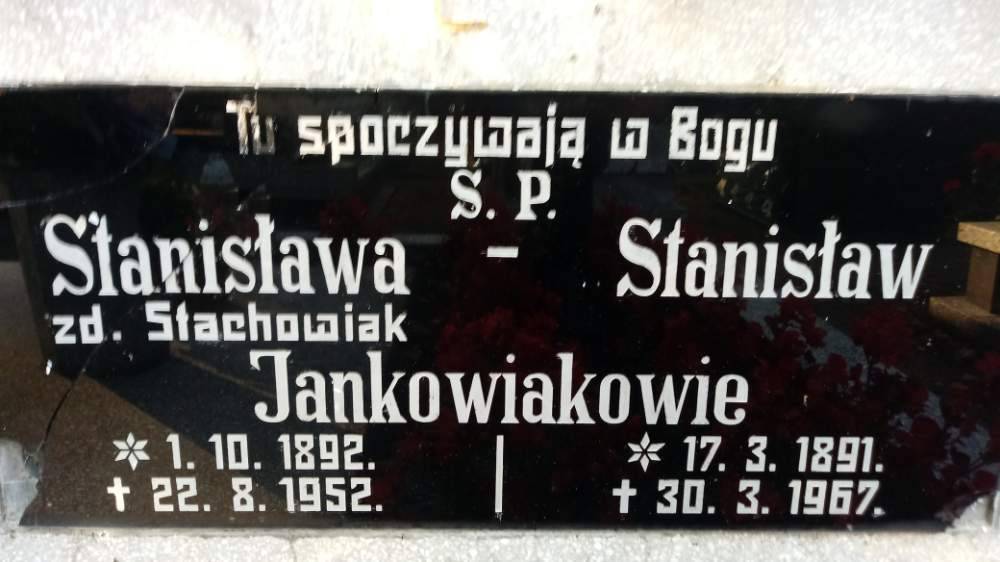 Tu spoczywają w Bogu
Ś. P.
Stanisława - Stanisław
zd. Stachowiak
Jankowiakowie
* 1. 10. 1892. | * 17. 3. 1891.
✝ 22. 8. 1952. | ✝ 30. 3. 1967.